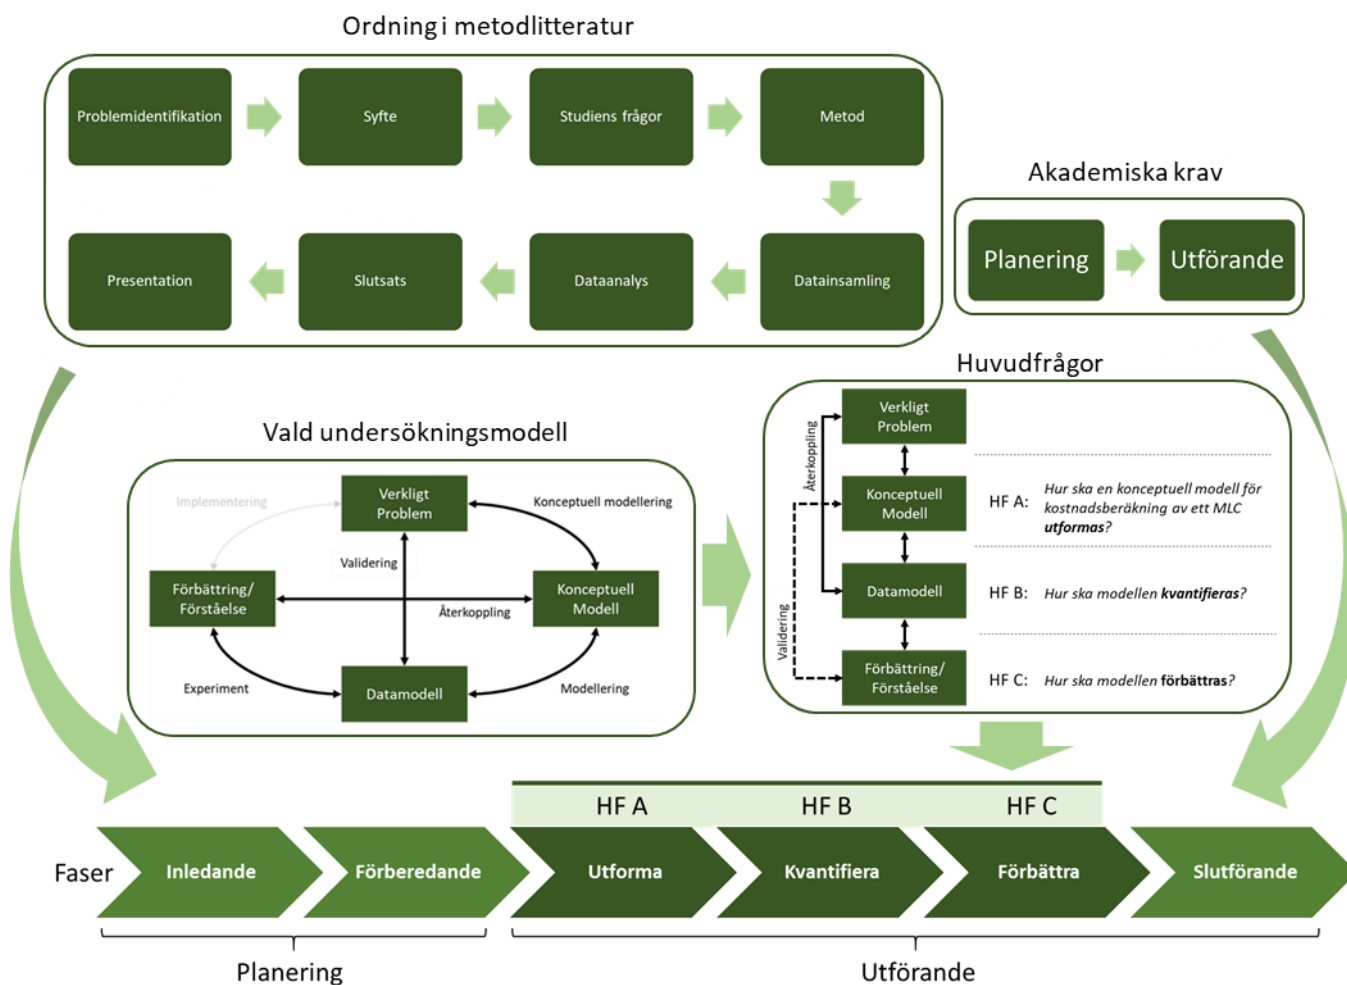 Ordning i metodlitteratur
Problemidentifikation
Syfte
Studiens frågor
Metod
Presentation
Slutsats
Dataanalys
Datainsamling
Akademiska krav
Planering
Utförande
Vald undersökningsmodell
Implementering
Verkligt
Problem
Konceptuell modellering
Validering
Förbättring/
Förståelse
Återkoppling
Konceptuell
Modell
Experiment
Datamodell
Modellering
Huvudfrågor
Återkoppling
Validering
Verkligt
Problem
Konceptuell
Modell
Datamodell
Förbättring/
Förståelse
HF A: Hur ska en konceptuell modell för
kostnadsberäkning av ett MLC
utformas?
HF B: Hur ska modellen kvantifieras?
HF C: Hur ska modellen förbättras?
HF A
HF B
HF C
Faser
Inledande
Förberedande
Utforma
Kvantifiera
Förbättra
Slutförande
Planering
Utförande